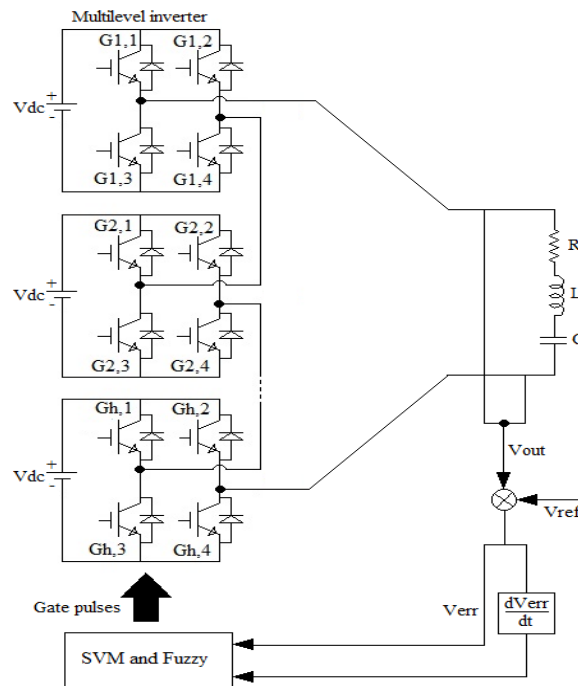 Multilevel inverter
G1,1
G1,2
+
Vdc
-
G1,3
G1,4
G2,1
G2,2
+
Vdc
-
G2,3
G2,4
Gh,1
Gh,2
+
Vdc
-
Gh,3
Gh,4
R
L
C
Vout
Vref
Gate pulses
Verr
dVerr
dt
SVM and Fuzzy